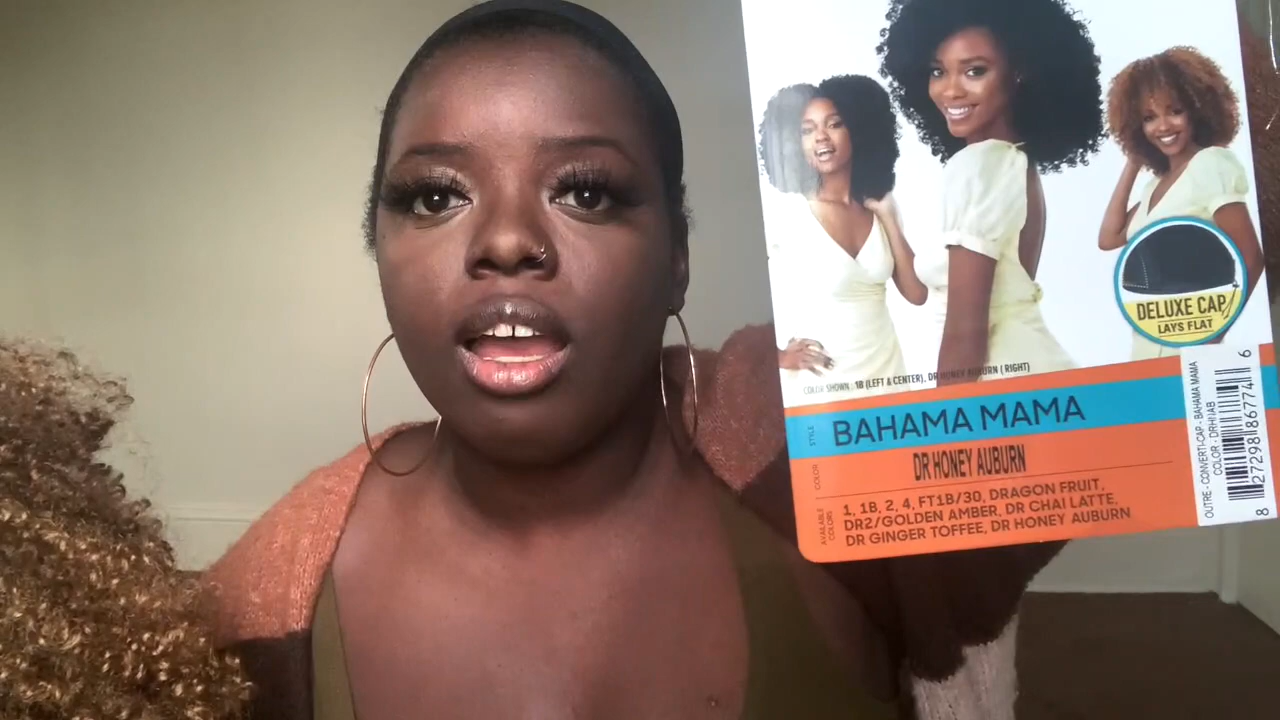 DELUXE CAP
LAYS FLAT
COLOR SHOWN: 1B (LEFT & CENTER), DR HONEY AUBURN (RIGHT)
STYLE
BAHAMA MAMA
COLOR
DR HONEY AUBURN
AVAILABLE
COLORS
1, 1B, 2, 4, FT1B/30, DRAGON FRUIT,
DR2/GOLDEN AMBER, DR CHAI LATTE,
DR GINGER TOFFEE, DR HONEY AUBURN
OUTRE - CONVERTI-CAP - BAHAMA MAMA
COLOR - DRHNAB
8 27298 86774 6